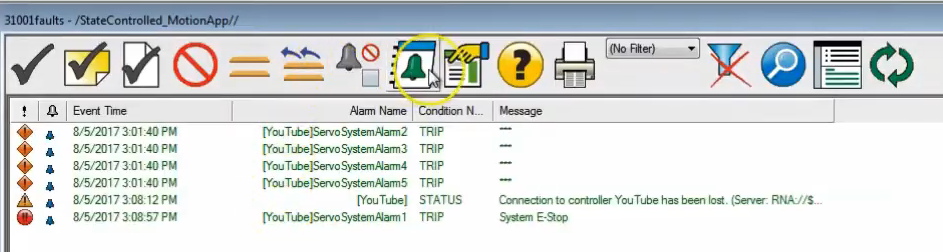 31001faults - /StateControlled_MotionApp//
(No Filter)
! Event Time Alarm Name Condition N... Message
8/5/2017 3:01:40 PM [YouTube]ServoSystemAlarm2 TRIP ---
8/5/2017 3:01:40 PM [YouTube]ServoSystemAlarm3 TRIP ---
8/5/2017 3:01:40 PM [YouTube]ServoSystemAlarm4 TRIP ---
8/5/2017 3:01:40 PM [YouTube]ServoSystemAlarm5 TRIP ---
8/5/2017 3:08:12 PM [YouTube] STATUS Connection to controller YouTube has been lost. (Server: RNA://$...
8/5/2017 3:08:57 PM [YouTube]ServoSystemAlarm1 TRIP System E-Stop